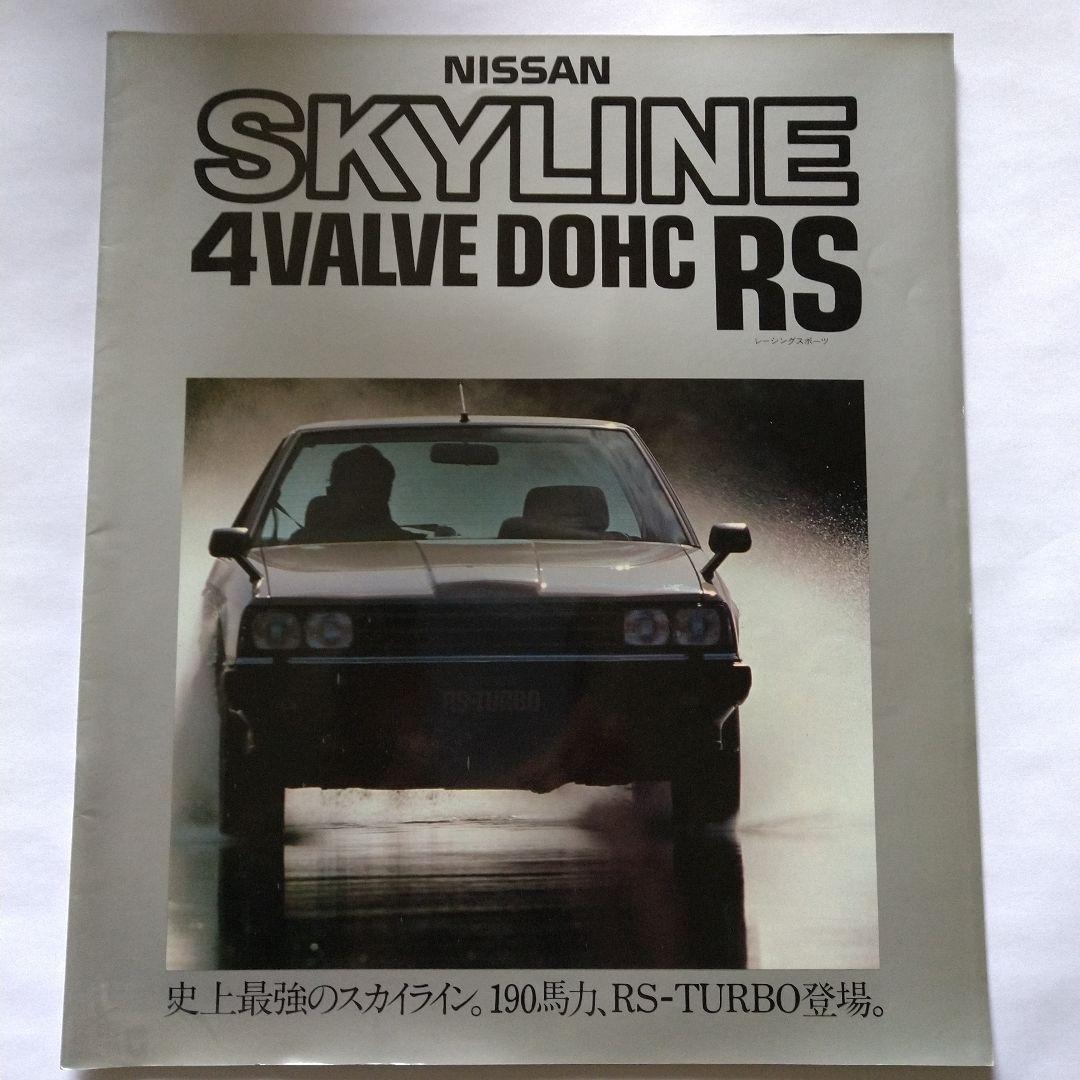 NISSAN
SKYLINE
4VALVE DOHC RS
レーシングスポーツ
RS-TURBO
史上最強のスカイライン。190馬力、RS-TURBO登場。